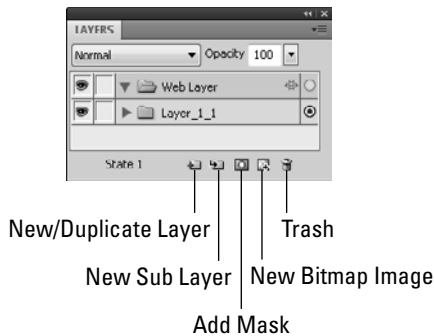 LAYERS
Normal Opacity 100
Web Layer
Layer_1_1
State 1
New/Duplicate Layer Trash
New Sub Layer New Bitmap Image
Add Mask